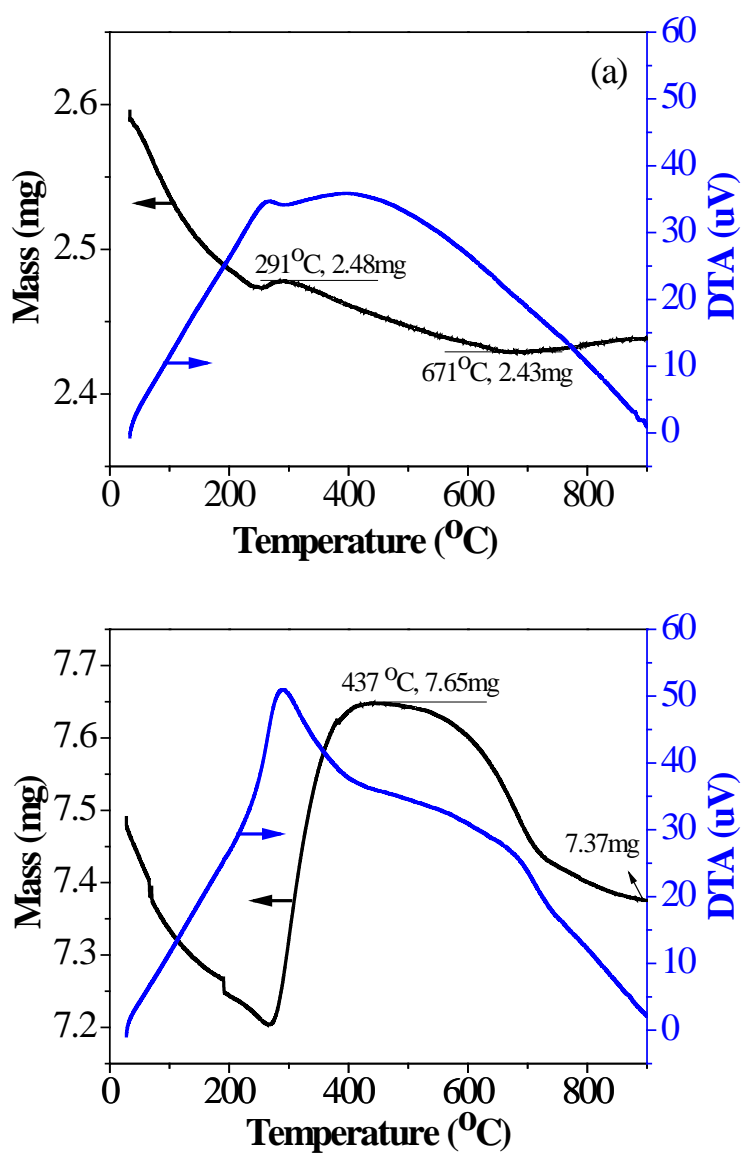 60
(a)
2.6
50
40
Mass (mg)
DTA (uV)
30
2.5
291°C, 2.48mg
20
10
2.4
671°C, 2.43mg
0
0 200 400 600 800
Temperature (°C)
60
7.7
437 °C, 7.65mg
50
7.6
40
Mass (mg)
DTA (uV)
7.5
30
7.37mg
7.4
20
7.3
10
7.2
0
0 200 400 600 800
Temperature (°C)